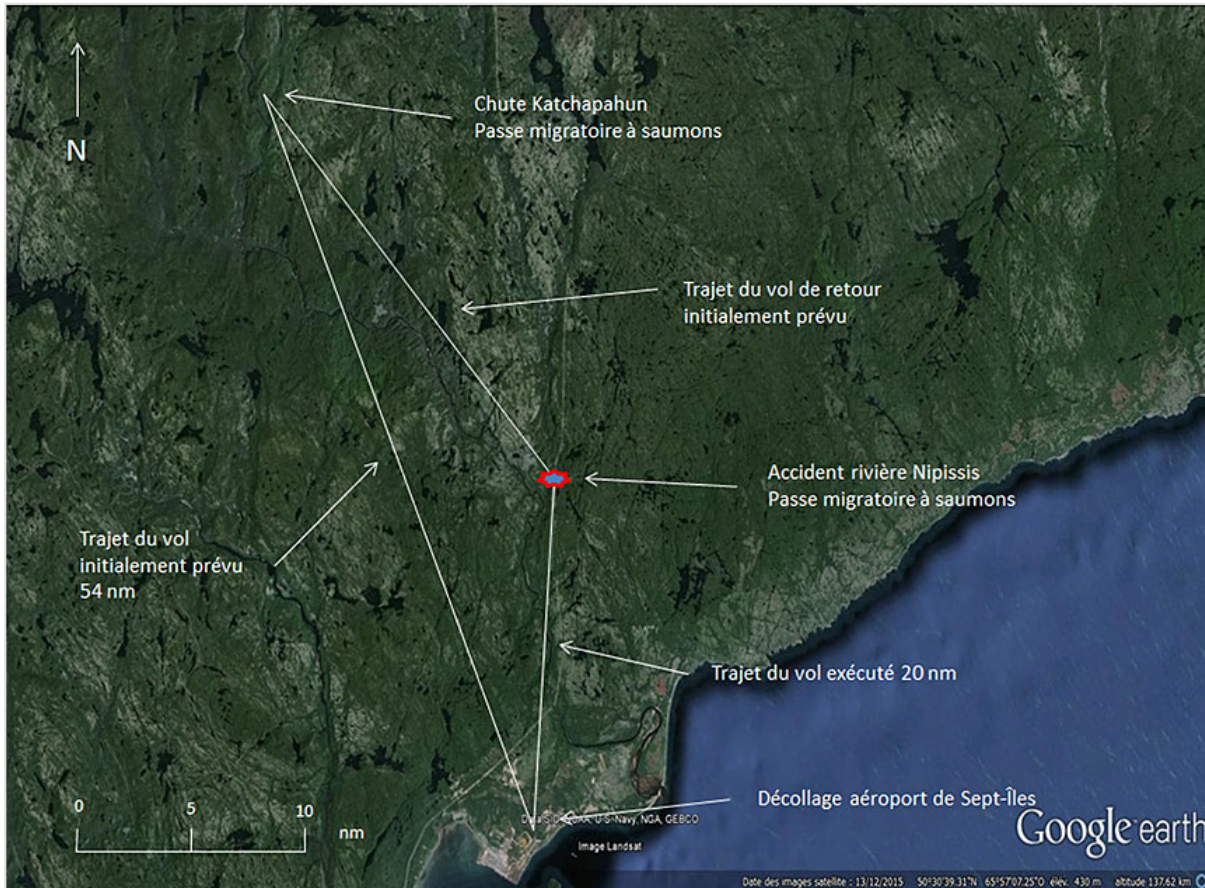 N
Chute Katchapahun
Passe migratoire à saumons
Trajet du vol de retour
initialement prévu
Accident rivière Nipissis
Passe migratoire à saumons
Trajet du vol
initialement prévu
54 nm
Trajet du vol exécuté 20 nm
0 5 10
nm
Décollage aéroport de Sept-Îles
U.S. Navy, NGA, GEBCO
Image Landsat
Google earth
Date des images satellite : 13/12/2015 50°30'39.31"N 65°57'07.25"O élév. 430 m altitude 137.62 km